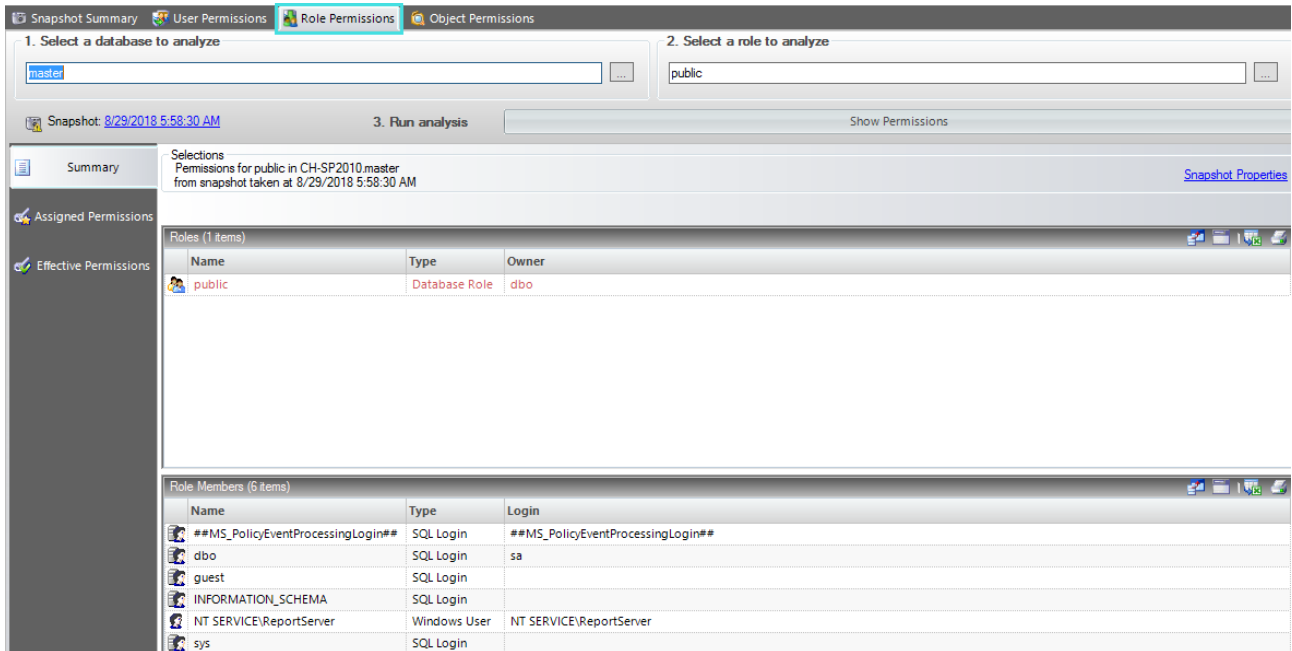 Snapshot Summary User Permissions Role Permissions Object Permissions
1. Select a database to analyze 2. Select a role to analyze
master ... public ...
Snapshot: 8/29/2018 5:58:30 AM 3. Run analysis Show Permissions
Summary
Assigned Permissions
Effective Permissions
Selections
Permissions for public in CH-SP2010.master
from snapshot taken at 8/29/2018 5:58:30 AM
Snapshot Properties
Roles (1 items)
Name Type Owner
public Database Role dbo
Role Members (6 items)
Name Type Login
##MS_PolicyEventProcessingLogin## SQL Login ##MS_PolicyEventProcessingLogin##
dbo SQL Login sa
guest SQL Login
INFORMATION_SCHEMA SQL Login
NT SERVICE\ReportServer Windows User NT SERVICE\ReportServer
sys SQL Login